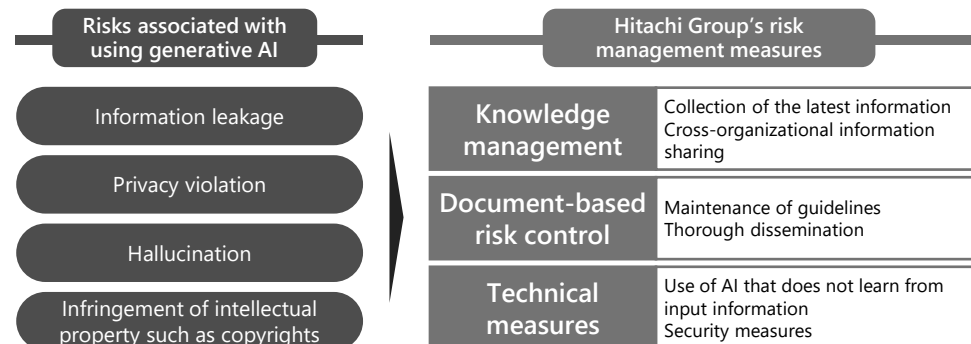 Risks associated with
using generative AI
Hitachi Group’s risk
management measures
Information leakage
Privacy violation
Hallucination
Infringement of intellectual
property such as copyrights
Knowledge
management
Collection of the latest information
Cross-organizational information
sharing
Document-based
risk control
Maintenance of guidelines
Thorough dissemination
Technical
measures
Use of AI that does not learn from
input information
Security measures